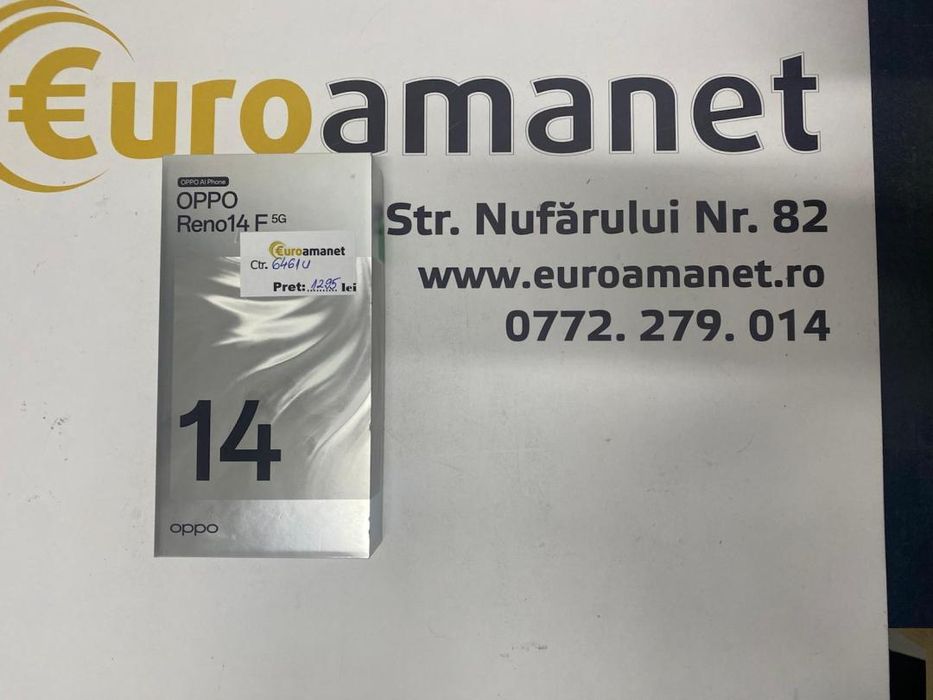 €uroamanet
Str. Nufărului Nr. 82
www.euroamanet.ro
0772. 279. 014
OPPO AI Phone
OPPO
Reno14 F 5G
€uroamanet
Ctr. 6461U
Pret: 1295 lei
14
oppo